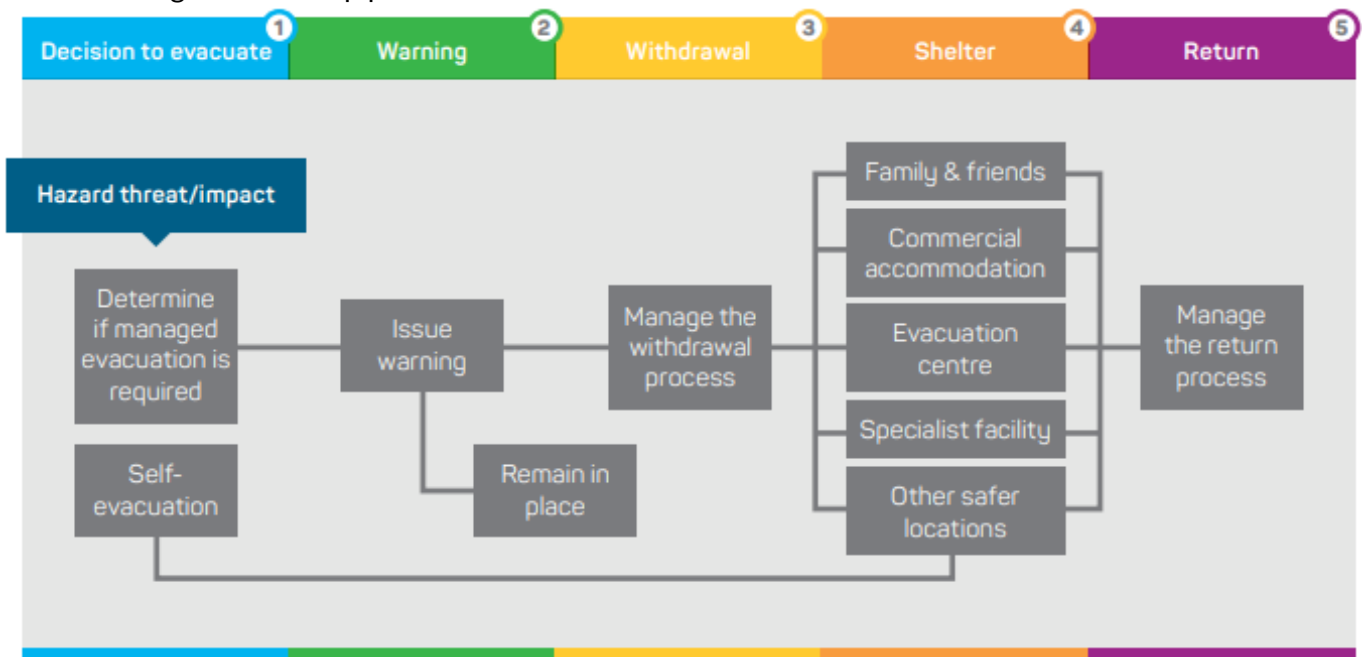 1
2
3
4
5
Decision to evacuate
Warning
Withdrawal
Shelter
Return
Hazard threat/impact
Determine
if managed
evacuation is
required
Self-
evacuation
Issue
warning
Remain in
place
Manage the
withdrawal
process
Family & friends
Commercial
accommodation
Evacuation
centre
Specialist facility
Other safer
locations
Manage
the return
process